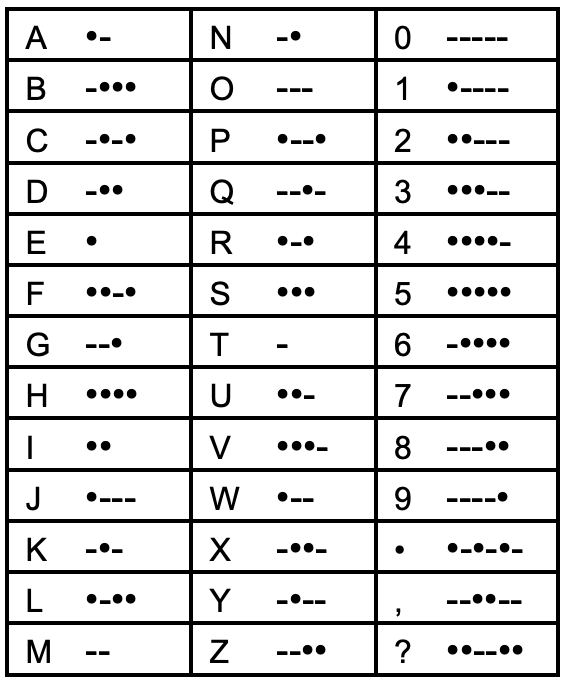 A •- N -• 0 -----
B -••• O --- 1 •----
C -•-• P •--• 2 ••---
D -•• Q --•- 3 •••--
E • R •-• 4 ••••-
F ••-• S ••• 5 •••••
G --• T - 6 -••••
H •••• U ••- 7 --•••
I •• V •••- 8 ---••
J •--- W •-- 9 ----•
K -•- X -••- • •-•-•-
L •-•• Y -•-- , --••--
M -- Z --•• ? ••--••